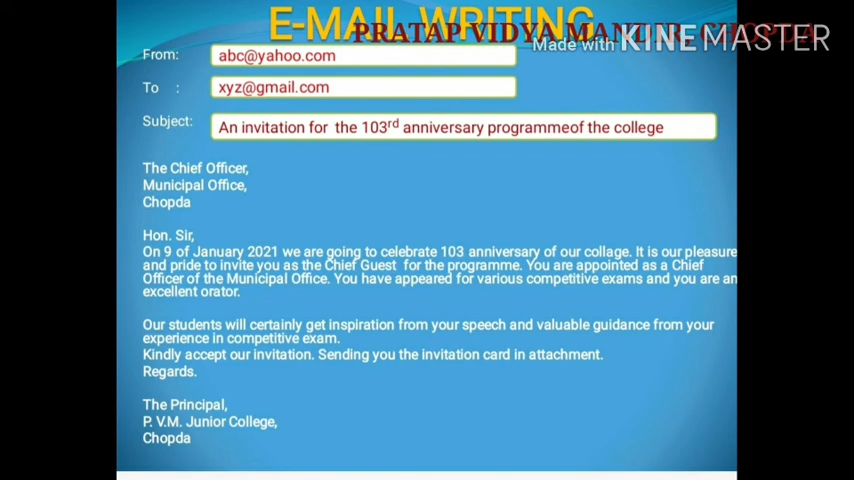 E-MAIL WRITING
PRATAP VIDYA MANDIR, CHOPDA
Made with KINEMASTER
From: abc@yahoo.com
To : xyz@gmail.com
Subject: An invitation for the 103rd anniversary programmeof the college
The Chief Officer,
Municipal Office,
Chopda
Hon. Sir,
On 9 of January 2021 we are going to celebrate 103 anniversary of our collage. It is our pleasure
and pride to invite you as the Chief Guest for the programme. You are appointed as a Chief
Officer of the Municipal Office. You have appeared for various competitive exams and you are an
excellent orator.
Our students will certainly get inspiration from your speech and valuable guidance from your
experience in competitive exam.
Kindly accept our invitation. Sending you the invitation card in attachment.
Regards.
The Principal,
P. V.M. Junior College,
Chopda